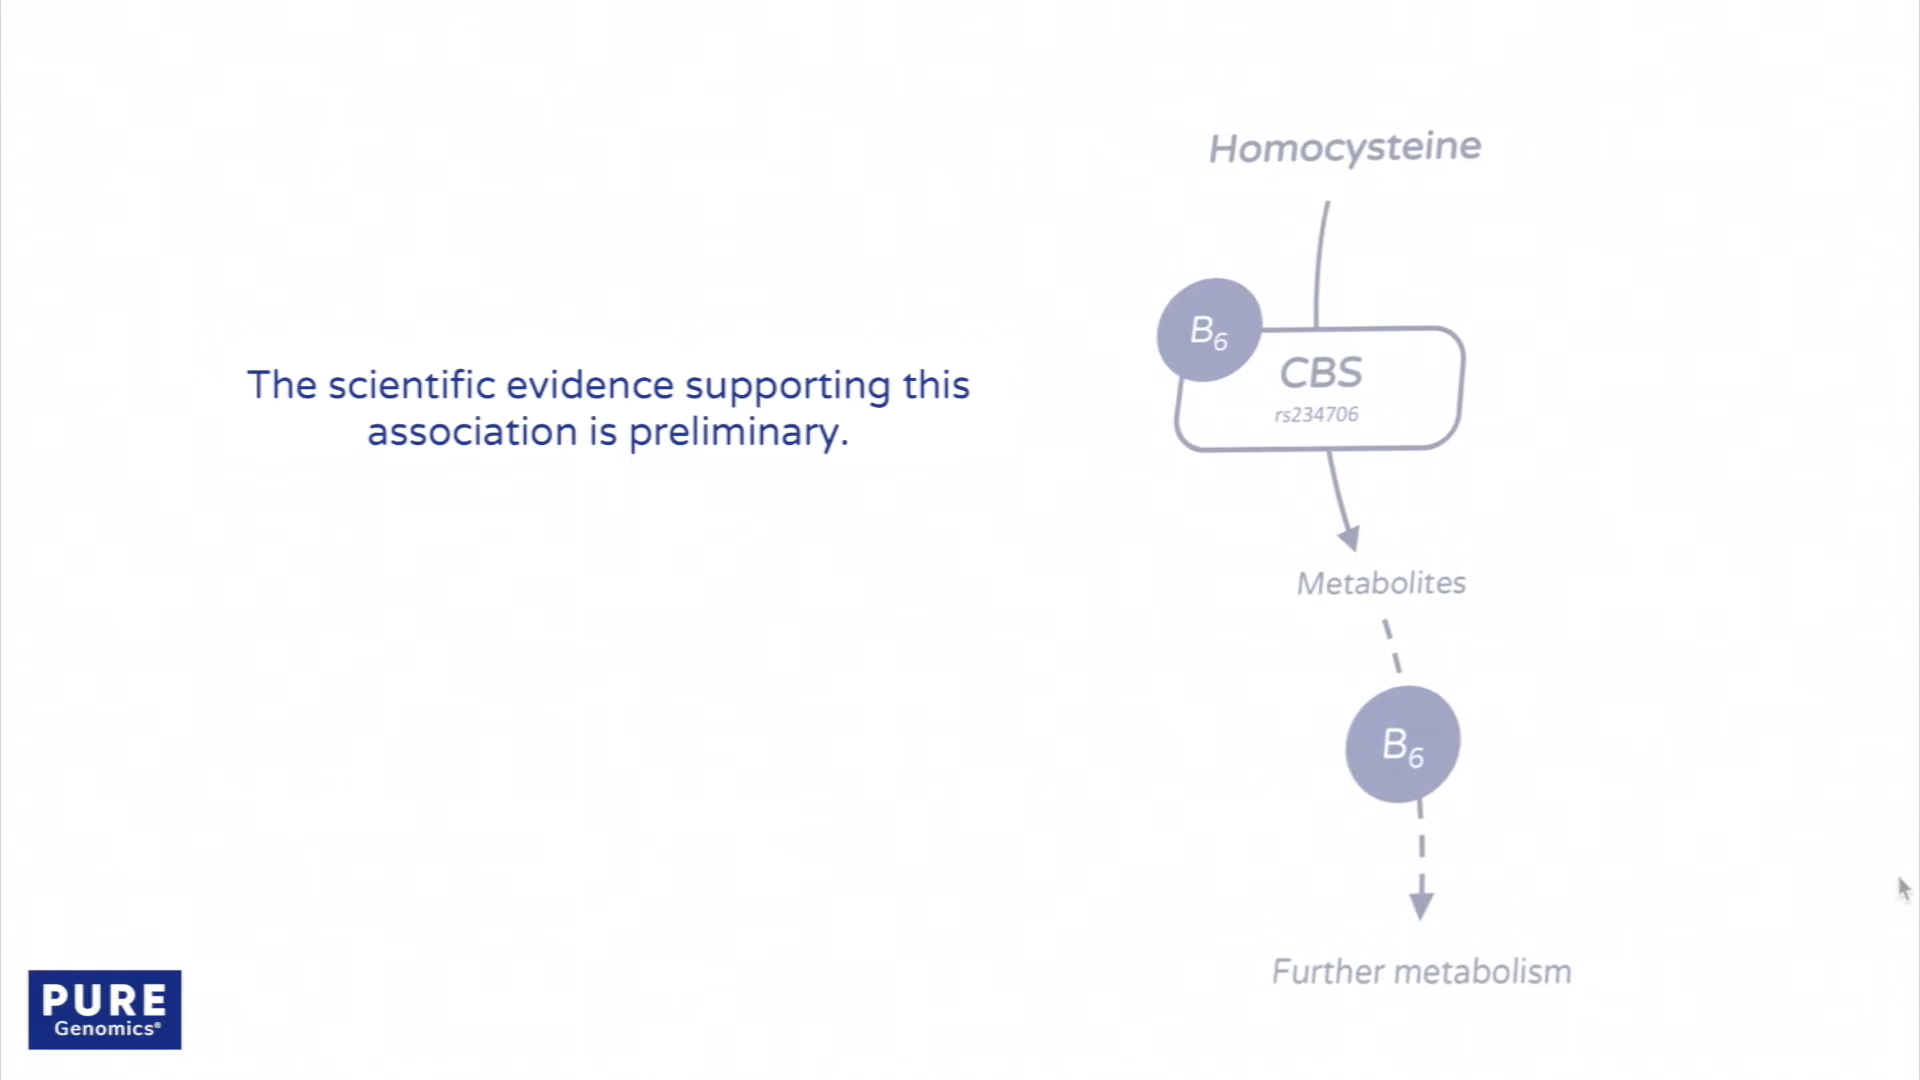 The scientific evidence supporting this
association is preliminary.
Homocysteine
B6
CBS
rs234706
Metabolites
B6
Further metabolism
PURE
Genomics®